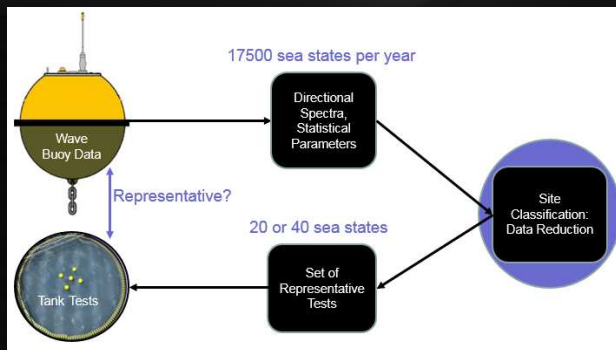 17500 sea states per year
Wave
Buoy Data
Directional
Spectra,
Statistical
Parameters
Representative?
Site
Classification:
Data Reduction
20 or 40 sea states
Set of
Representative
Tests
Tank Tests